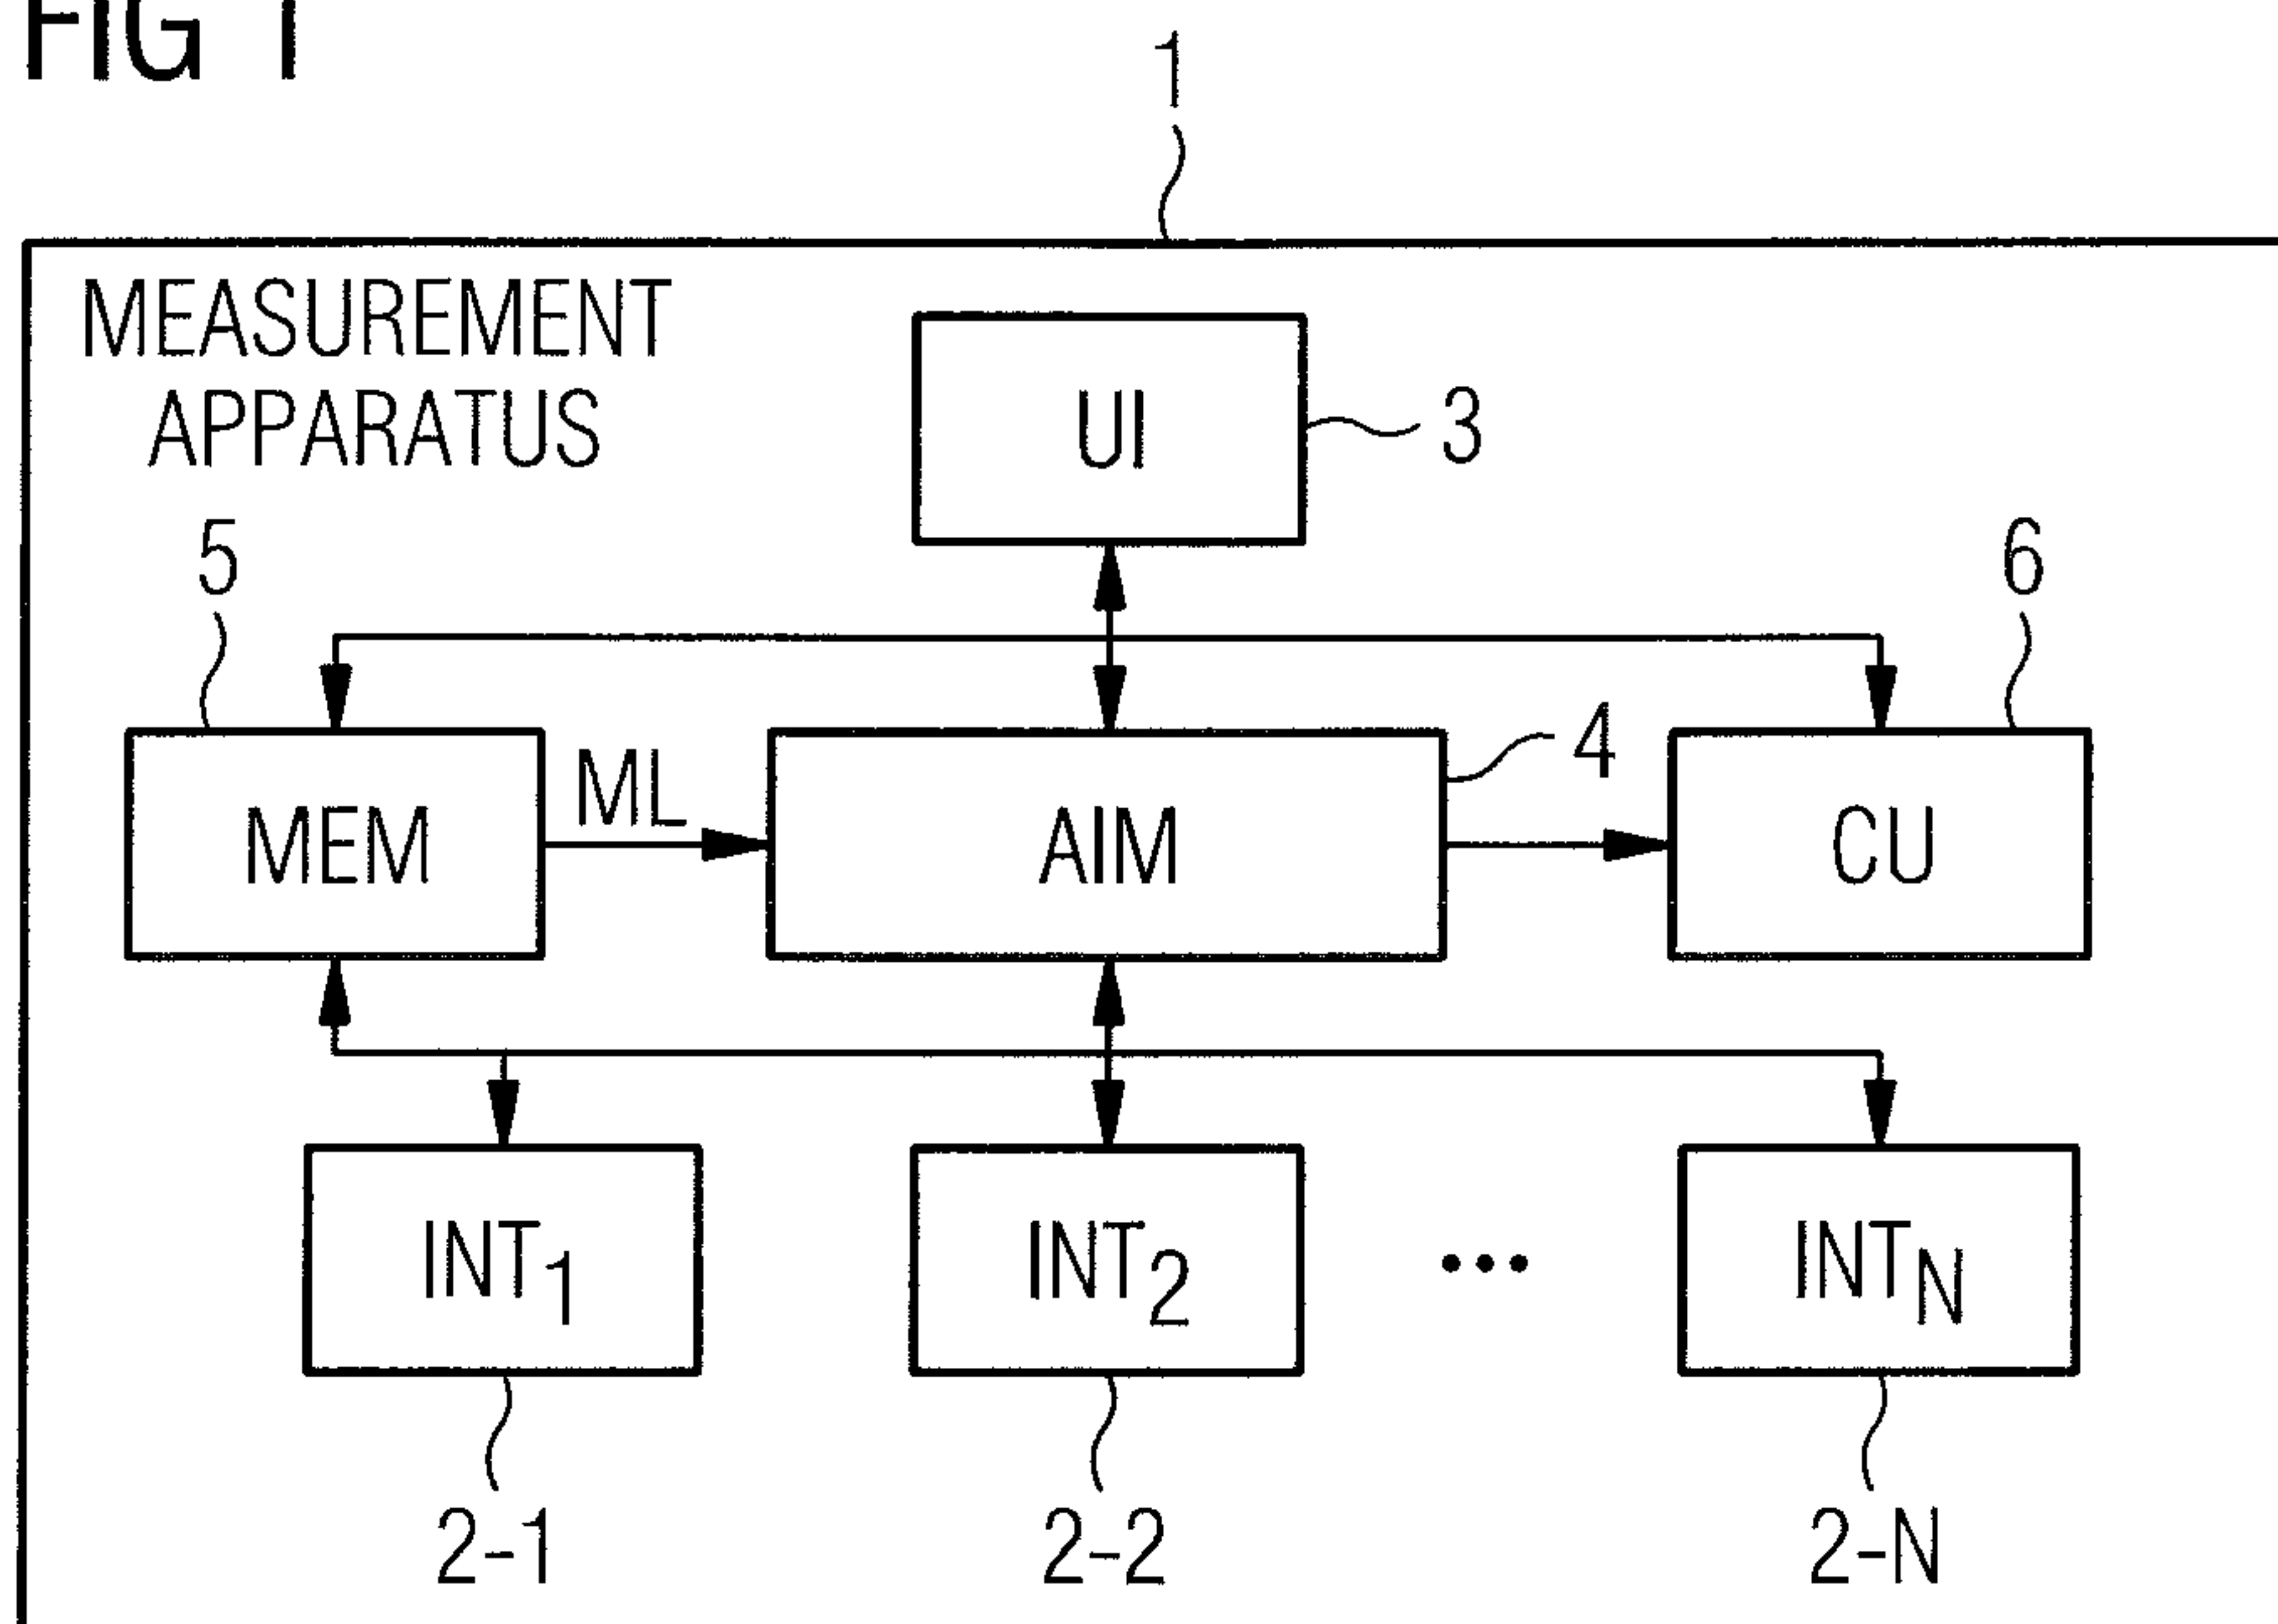 FIG 1
1
MEASUREMENT
APPARATUS
UI
3
5
6
4
ML
MEM
AIM
CU
INT1
INT2
...
INTN
2-1
2-2
2-N